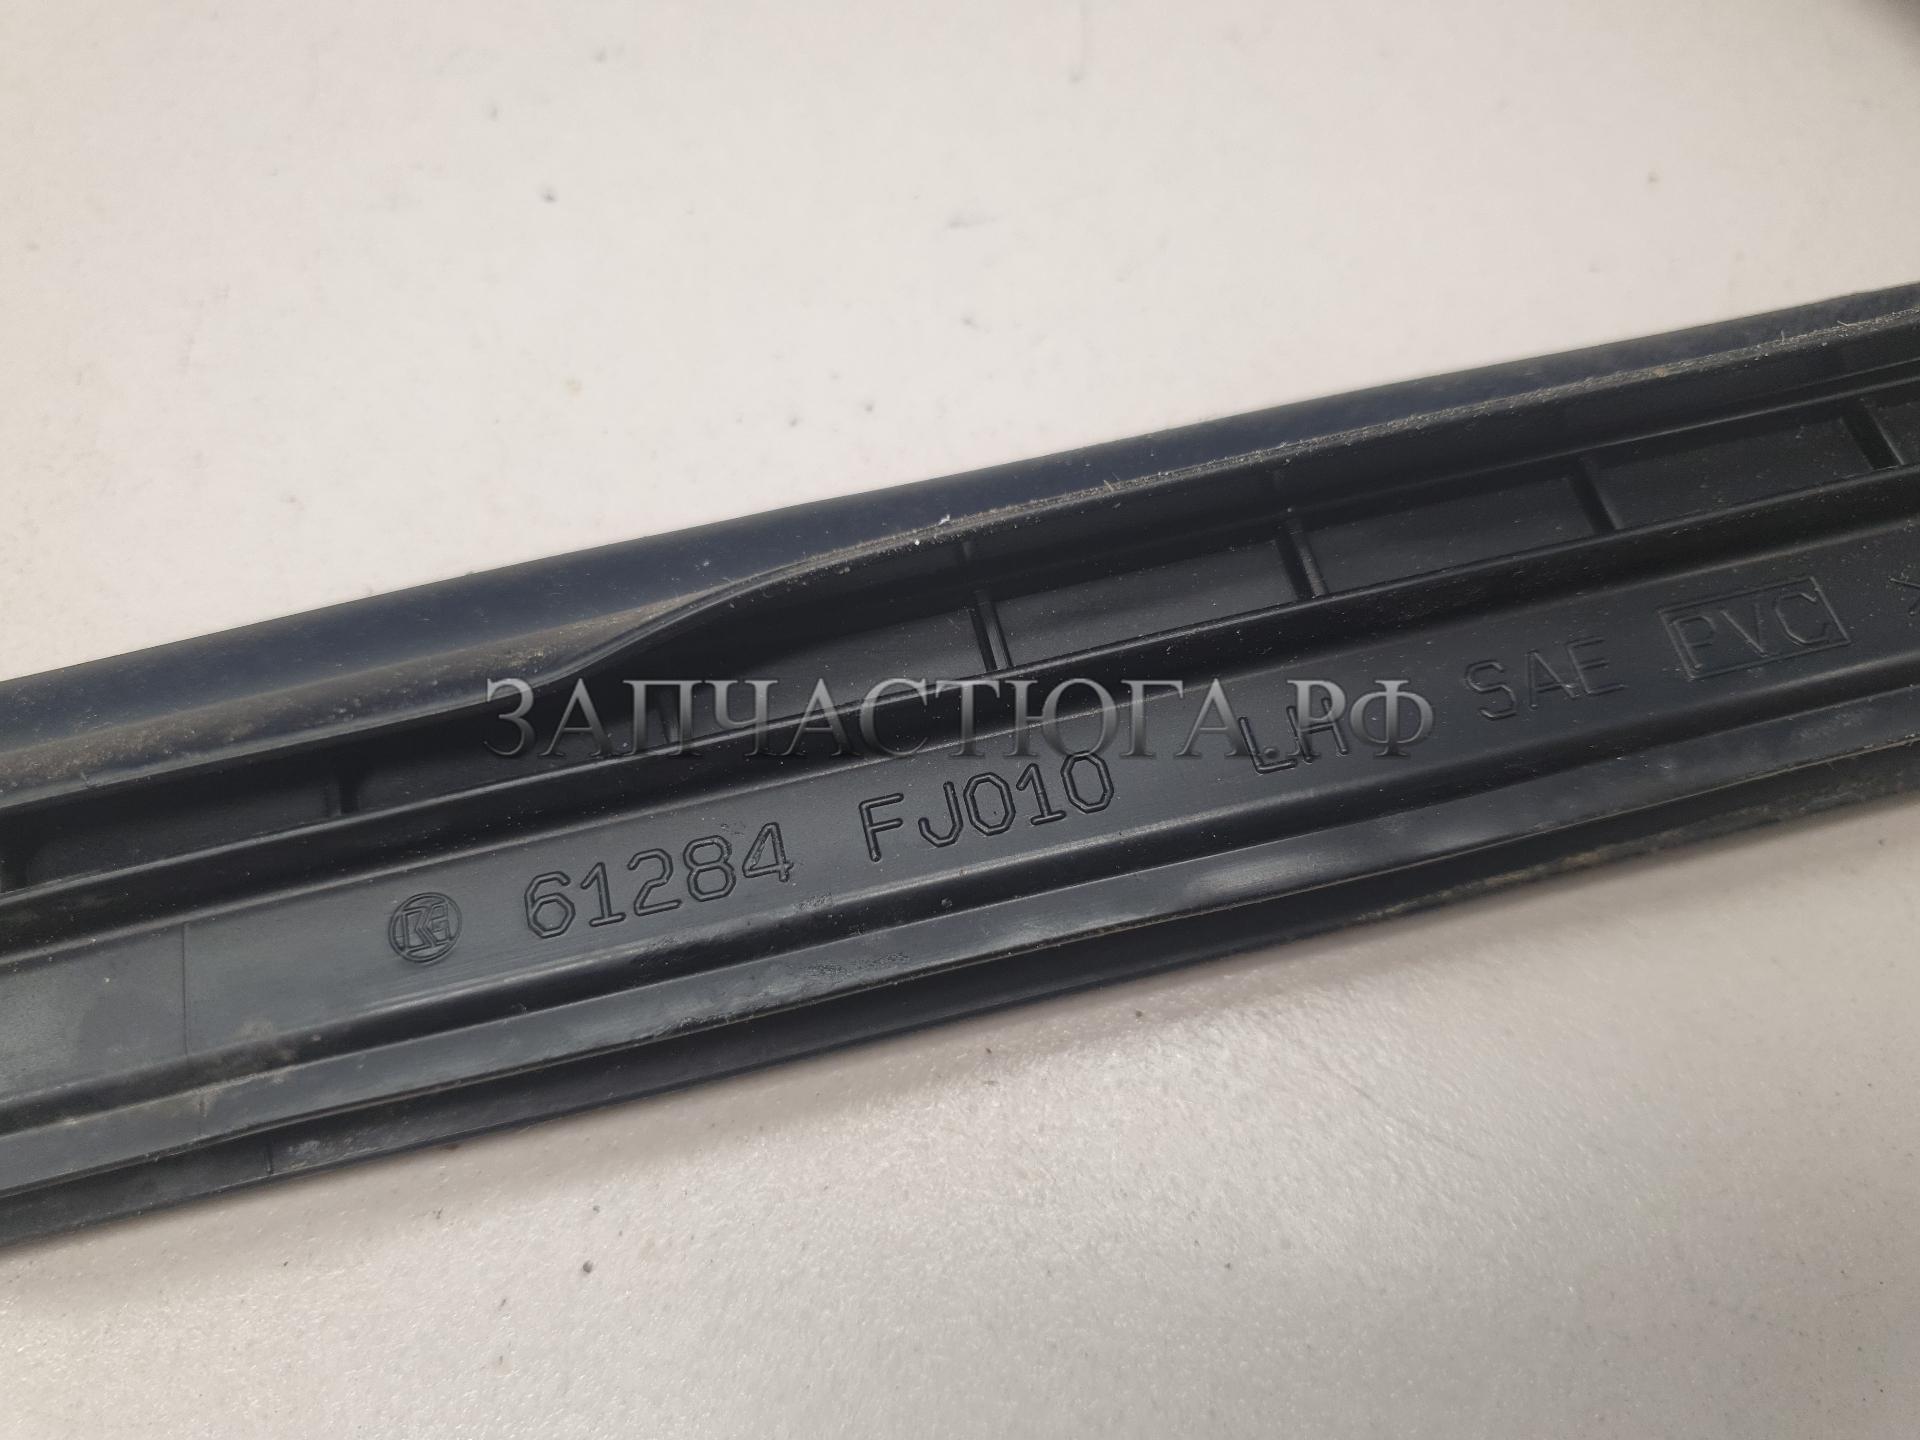 ЗАПЧАСТЮГА.РФ
61284 FJ010 LH SAE PVC